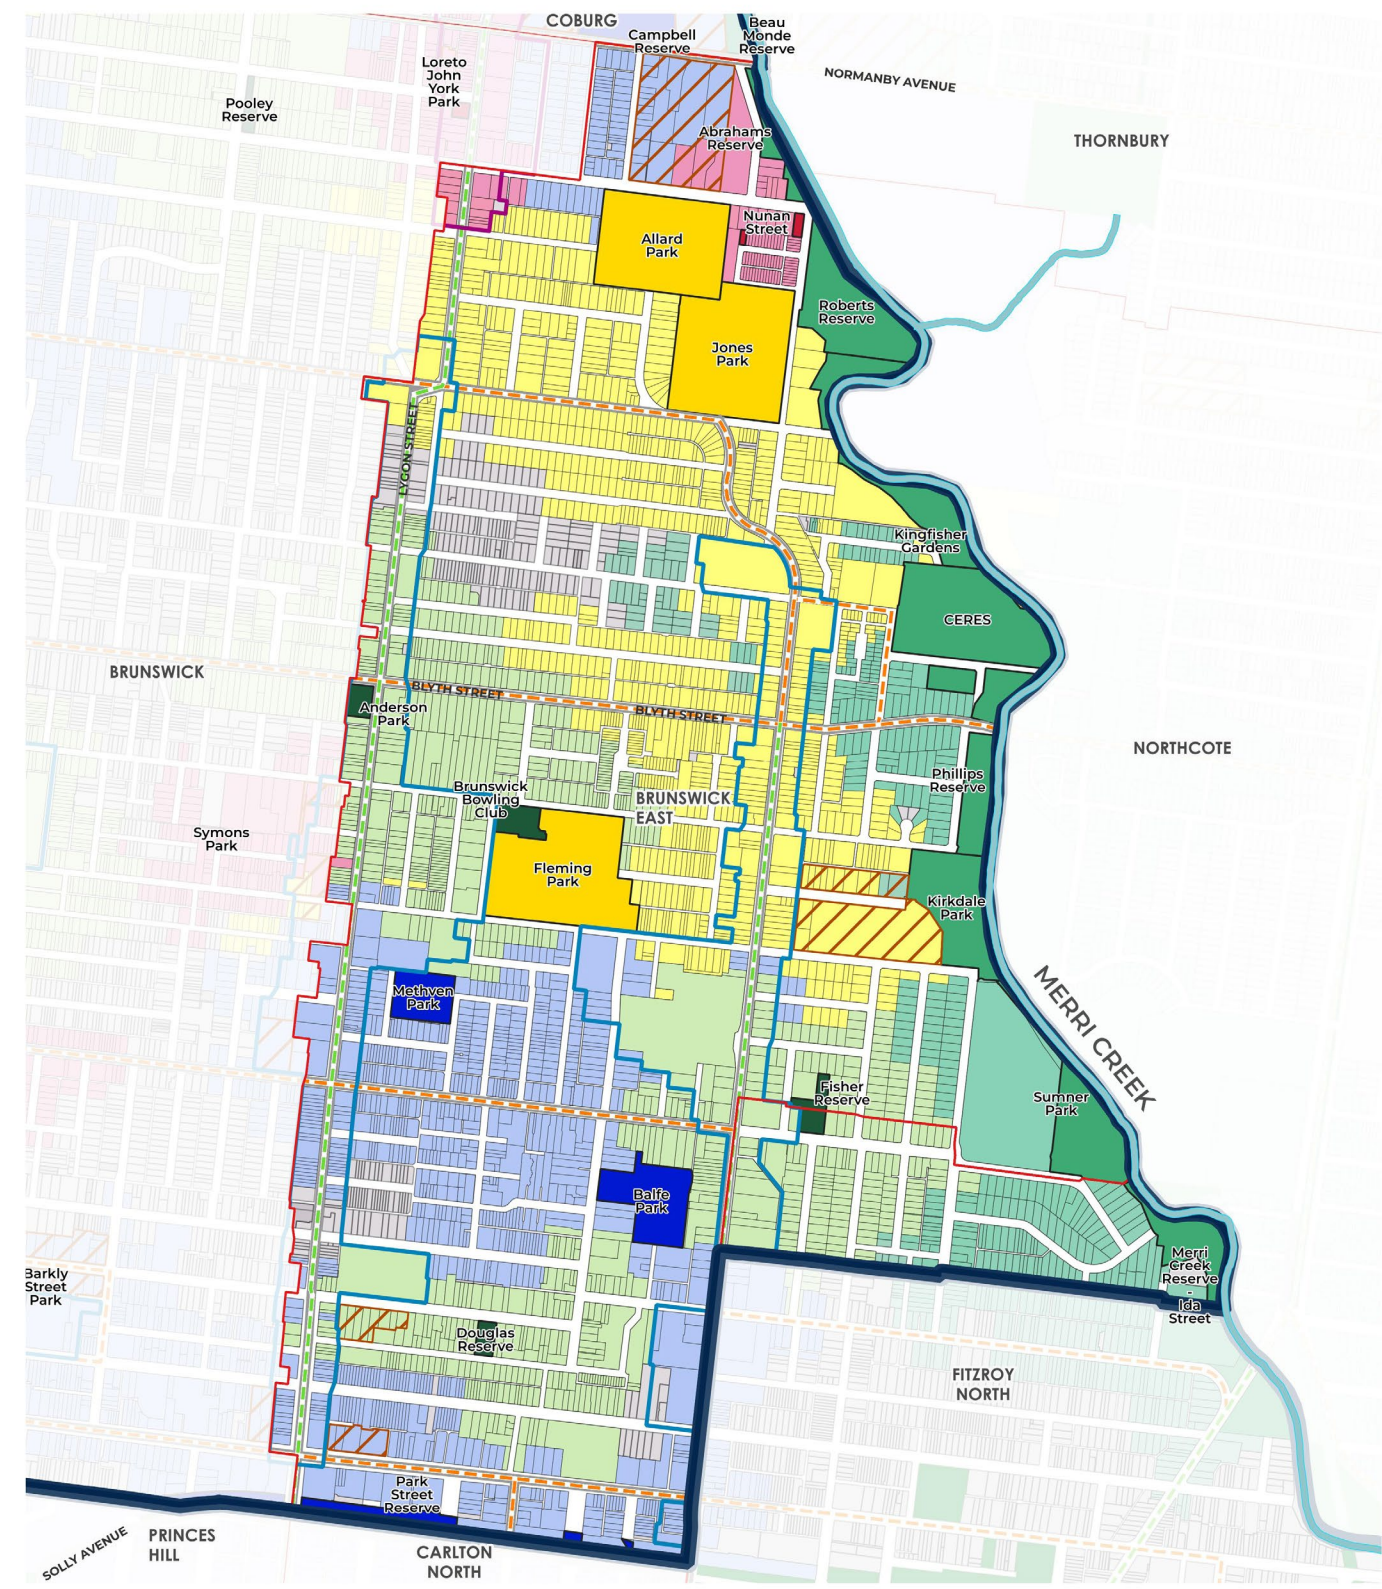 COBURG
Beau
Monde
Reserve
Campbell
Reserve
Loreto
John
York
Park
NORMANBY AVENUE
Pooley
Reserve
Abrahams
Reserve
THORNBURY
Nunan
Street
Allard
Park
Roberts
Reserve
Jones
Park
LYGON STREET
Kingfisher
Gardens
CERES
BRUNSWICK
BLYTH STREET
BLYTH STREET
Anderson
Park
NORTHCOTE
Phillips
Reserve
Brunswick
Bowling
Club
BRUNSWICK
EAST
Symons
Park
Fleming
Park
Kirkdale
Park
MERRI CREEK
Methven
Park
Fisher
Reserve
Sumner
Park
Balfe
Park
Merri
Creek
Reserve
-
Ida
Street
Barkly
Street
Park
Douglas
Reserve
FITZROY
NORTH
Park
Street
Reserve
SOLLY AVENUE
PRINCES
HILL
CARLTON
NORTH